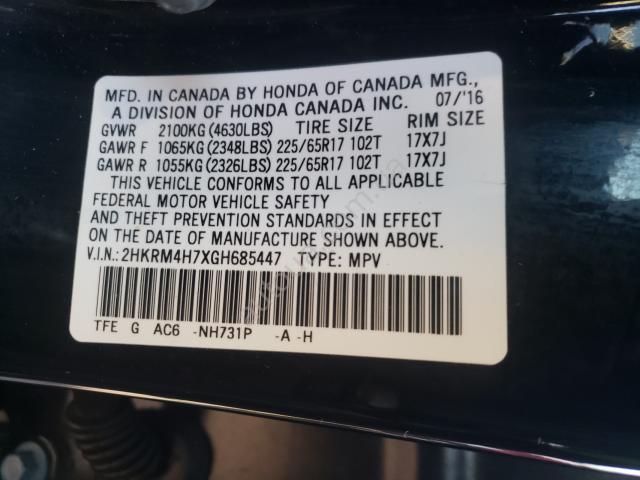 MFD. IN CANADA BY HONDA OF CANADA MFG.,
A DIVISION OF HONDA CANADA INC. 07/'16
GVWR 2100KG(4630LBS) TIRE SIZE RIM SIZE
GAWR F 1065KG(2348LBS)225/65R17 102T 17X7J
GAWR R 1055KG(2326LBS)225/65R17 102T 17X7J
THIS VEHICLE CONFORMS TO ALL APPLICABLE
FEDERAL MOTOR VEHICLE SAFETY
AND THEFT PREVENTION STANDARDS IN EFFECT
ON THE DATE OF MANUFACTURE SHOWN ABOVE.
V.I.N.:2HKRM4H7XGH685447 TYPE: MPV
TFE G AC6 -NH731P -A -H